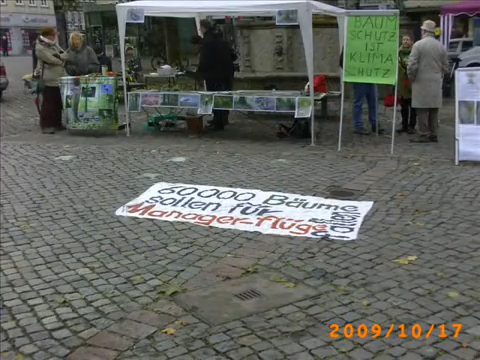 BAUM
SCHUTZ
IST
KLIMA
SCHUTZ
60000 Bäume
sollen für
Manager-flüge
fallen
2009/10/17